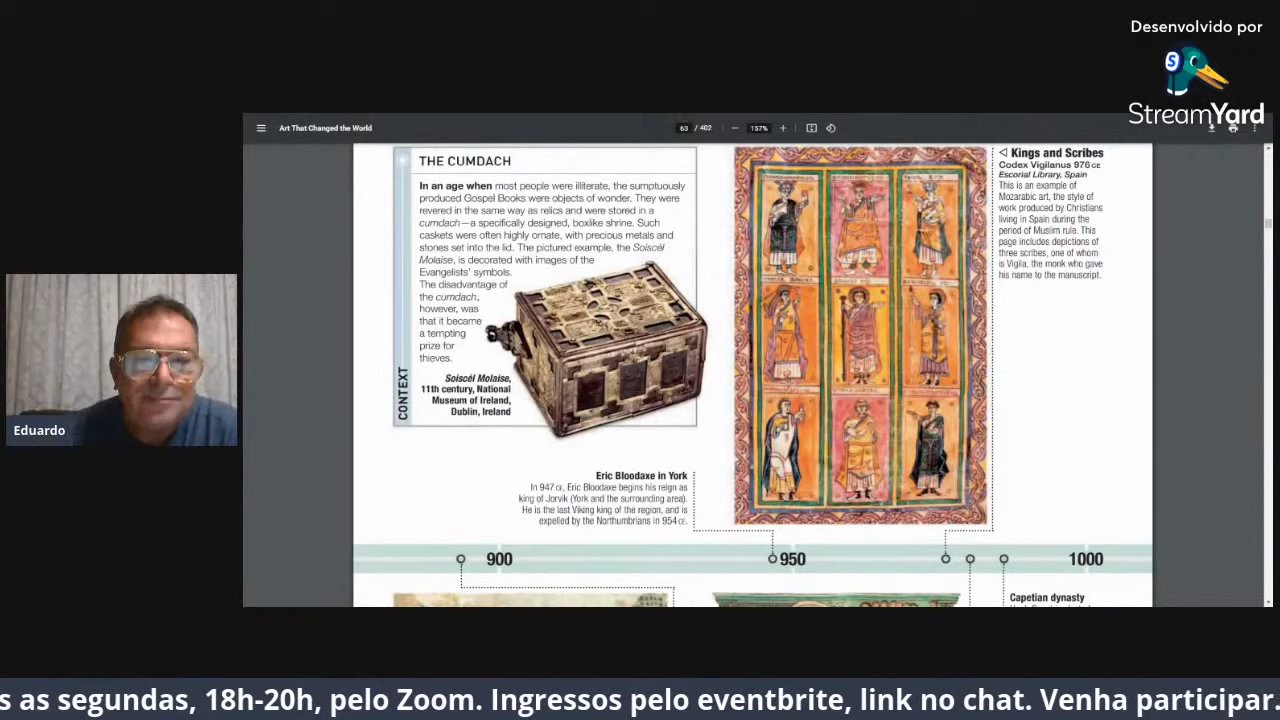 Desenvolvido por
StreamYard
Art That Changed the World
63 / 402
157%
THE CUMDACH
In an age when most people were illiterate, the sumptuously
produced Gospel Books were objects of wonder. They were
revered in the same way as relics and were stored in a
cumdach—a specifically designed, boxlike shrine. Such
caskets were often highly ornate, with precious metals and
stones set into the lid. The pictured example, the Soiscél
Molaise, is decorated with images of the
Evangelists' symbols.
The disadvantage of
the cumdach,
however, was
that it became
a tempting
prize for
thieves.
Soiscél Molaise,
11th century, National
Museum of Ireland,
Dublin, Ireland
CONTEXT
◁ Kings and Scribes
Codex Vigilanus 976 CE
Escorial Library, Spain
This is an example of
Mozarabic art, the style of
work produced by Christians
living in Spain during the
period of Muslim rule. This
page includes depictions of
three scribes, one of whom
is Vigila, the monk who gave
his name to the manuscript.
Eric Bloodaxe in York
In 947 CE, Eric Bloodaxe begins his reign as
king of Jorvik (York and the surrounding area).
He is the last Viking king of the region, and is
expelled by the Northumbrians in 954 CE.
900
950
1000
Capetian dynasty
Eduardo
s as segundas, 18h-20h, pelo Zoom. Ingressos pelo eventbrite, link no chat. Venha participar.